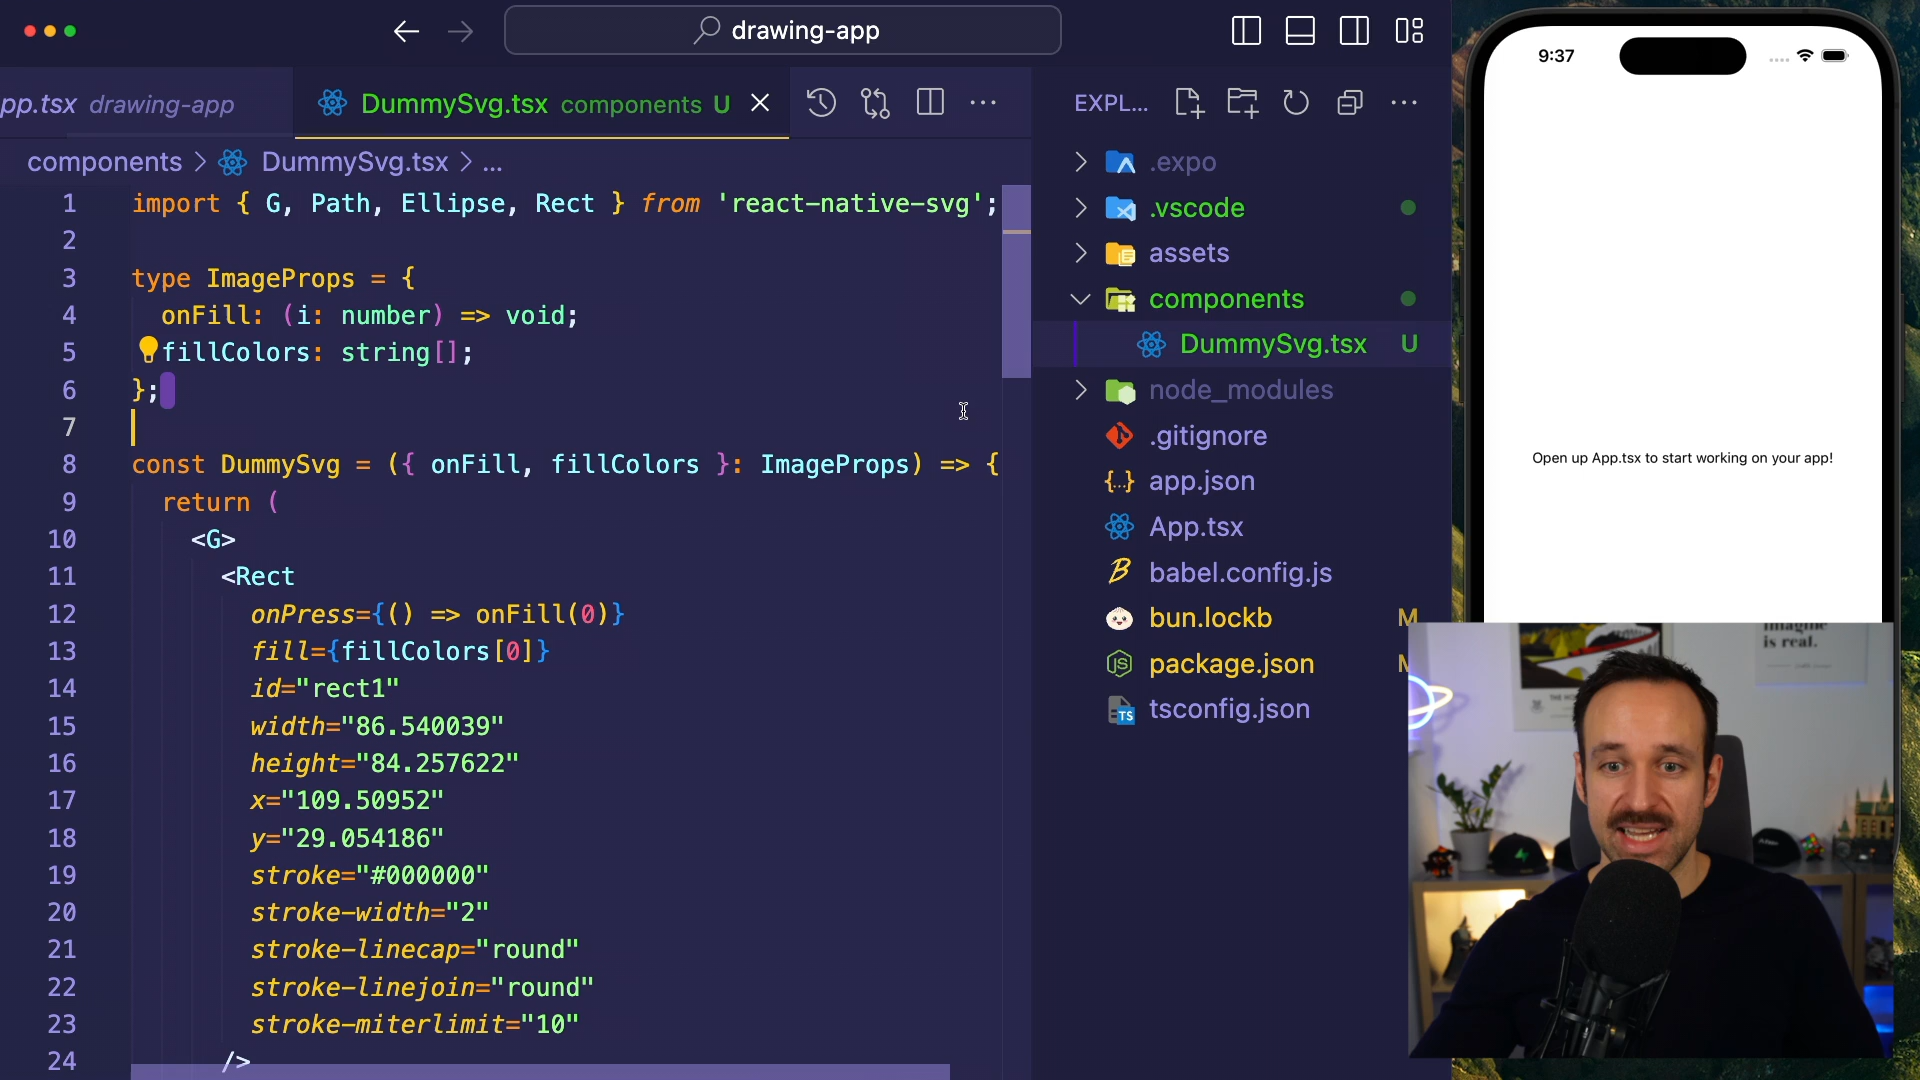 drawing-app
pp.tsx drawing-app
DummySvg.tsx components U
components > DummySvg.tsx > ...
1 import { G, Path, Ellipse, Rect } from 'react-native-svg';
2
3 type ImageProps = {
4 onFill: (i: number) => void;
5 fillColors: string[];
6 };
7
8 const DummySvg = ({ onFill, fillColors }: ImageProps) => {
9 return (
10 <G>
11 <Rect
12 onPress={() => onFill(0)}
13 fill={fillColors[0]}
14 id="rect1"
15 width="86.540039"
16 height="84.257622"
17 x="109.50952"
18 y="29.054186"
19 stroke="#000000"
20 stroke-width="2"
21 stroke-linecap="round"
22 stroke-linejoin="round"
23 stroke-miterlimit="10"
24 />
EXPL...
.expo
.vscode
assets
components
DummySvg.tsx U
node_modules
.gitignore
app.json
App.tsx
babel.config.js
bun.lockb M
package.json
tsconfig.json
9:37
Open up App.tsx to start working on your app!
is real.